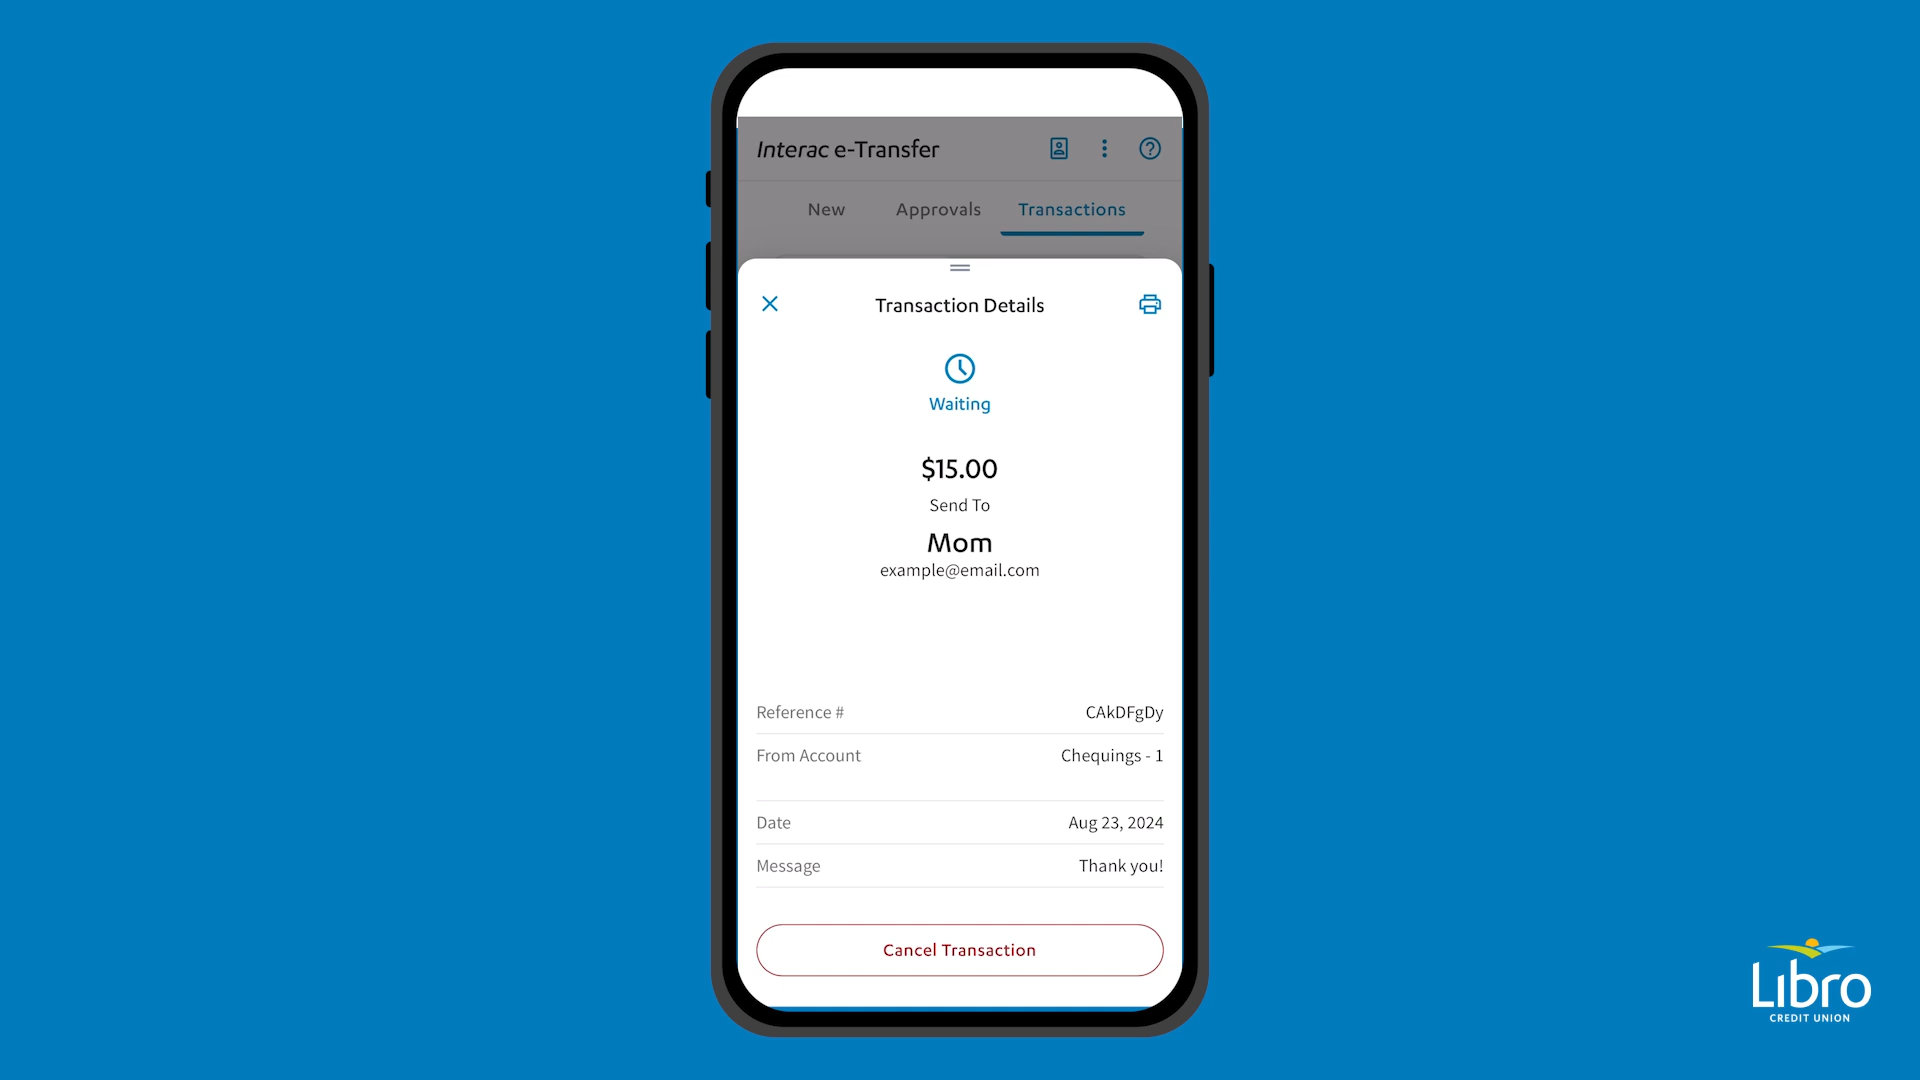 Interac e-Transfer
New Approvals Transactions
Transaction Details
Waiting
$15.00
Send To
Mom
example@email.com
Reference # CAkDFgDy
From Account Chequings - 1
Date Aug 23, 2024
Message Thank you!
Cancel Transaction
Libro
CREDIT UNION